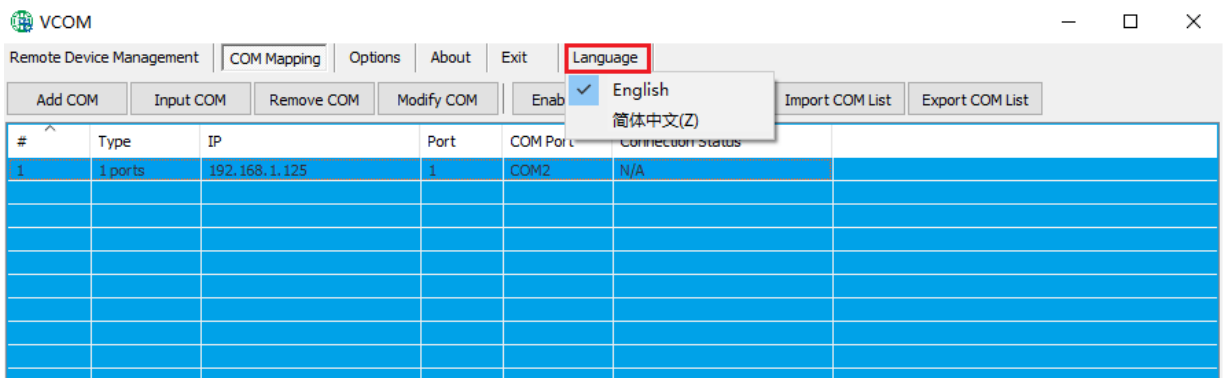 VCOM
Remote Device Management COM Mapping Options About Exit Language
Add COM Input COM Remove COM Modify COM Enab Import COM List Export COM List
English
简体中文(Z)
# Type IP Port COM Port Connection Status
1 1 ports 192.168.1.125 1 COM2 N/A